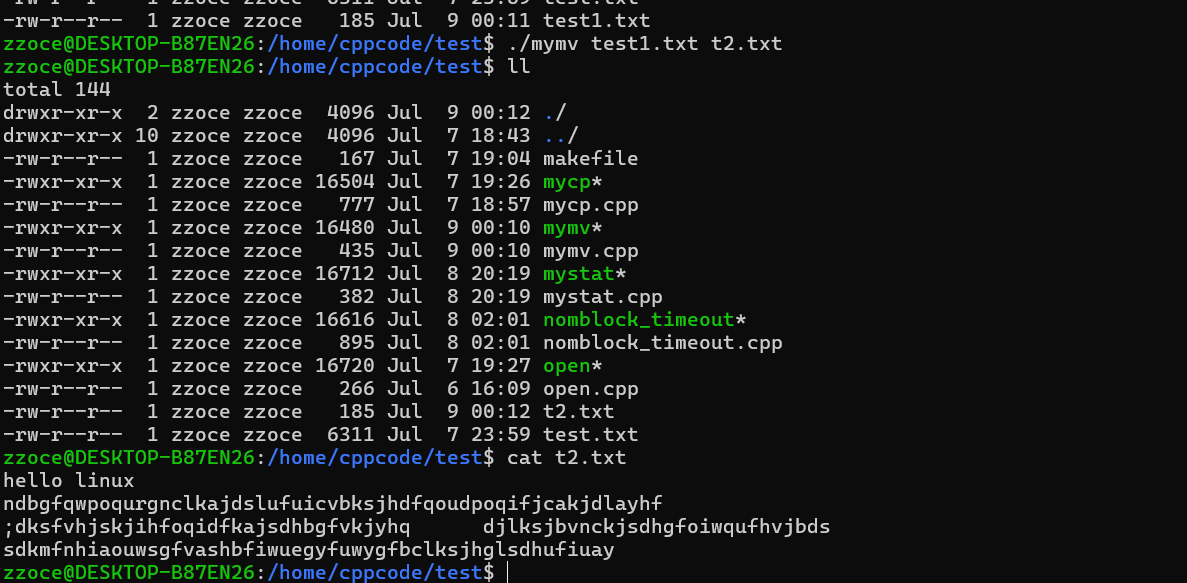 -rw-r--r-- 1 zzoce zzoce 6311 Jul 7 23:59 test.txt
-rw-r--r-- 1 zzoce zzoce 185 Jul 9 00:11 test1.txt
zzoce@DESKTOP-B87EN26:/home/cppcode/test$ ./mymv test1.txt t2.txt
zzoce@DESKTOP-B87EN26:/home/cppcode/test$ ll
total 144
drwxr-xr-x 2 zzoce zzoce 4096 Jul 9 00:12 ./
drwxr-xr-x 10 zzoce zzoce 4096 Jul 7 18:43 ../
-rw-r--r-- 1 zzoce zzoce 167 Jul 7 19:04 makefile
-rwxr-xr-x 1 zzoce zzoce 16504 Jul 7 19:26 mycp*
-rw-r--r-- 1 zzoce zzoce 777 Jul 7 18:57 mycp.cpp
-rwxr-xr-x 1 zzoce zzoce 16480 Jul 9 00:10 mymv*
-rw-r--r-- 1 zzoce zzoce 435 Jul 9 00:10 mymv.cpp
-rwxr-xr-x 1 zzoce zzoce 16712 Jul 8 20:19 mystat*
-rw-r--r-- 1 zzoce zzoce 382 Jul 8 20:19 mystat.cpp
-rwxr-xr-x 1 zzoce zzoce 16616 Jul 8 02:01 nomblock_timeout*
-rw-r--r-- 1 zzoce zzoce 895 Jul 8 02:01 nomblock_timeout.cpp
-rwxr-xr-x 1 zzoce zzoce 16720 Jul 7 19:27 open*
-rw-r--r-- 1 zzoce zzoce 266 Jul 6 16:09 open.cpp
-rw-r--r-- 1 zzoce zzoce 185 Jul 9 00:12 t2.txt
-rw-r--r-- 1 zzoce zzoce 6311 Jul 7 23:59 test.txt
zzoce@DESKTOP-B87EN26:/home/cppcode/test$ cat t2.txt
hello linux
ndbgfqwpoqurgnclkajdslufuicvbksjhdfqoudpoqifjcakjdlayhf
;dksfvhjskjihfoqidfkajsdhbgfvkjyhq      djlksjbvnckjsdhgfoiwqufhvjbds
sdkmfnhiaouwsgfvashbfiwuegyfuwygfbclksjhglsdhufiuay
zzoce@DESKTOP-B87EN26:/home/cppcode/test$